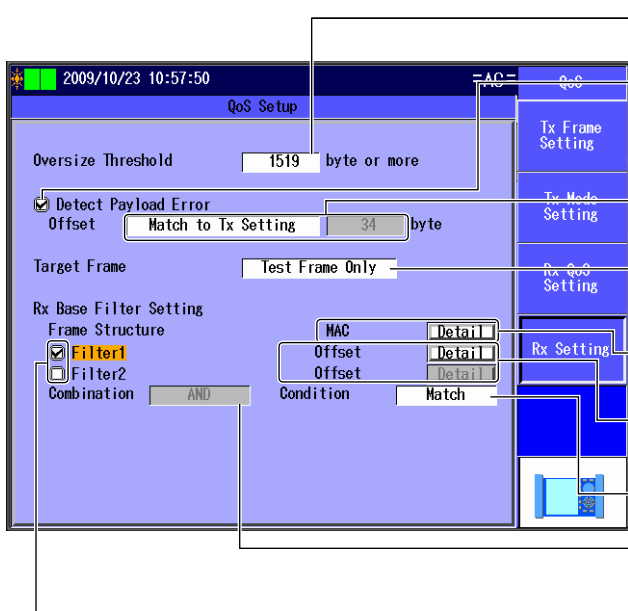 2009/10/23 10:57:50
=AC=
QoS
QoS Setup
Tx Frame
Setting
Oversize Threshold 1519 byte or more
Detect Payload Error
Offset Match to Tx Setting 34 byte
Tx Mode
Setting
Target Frame Test Frame Only
Rx QoS
Setting
Rx Base Filter Setting
Frame Structure MAC Detail
Filter1 Offset Detail
Rx Setting
Filter2 Offset Detail
Combination AND Condition Match